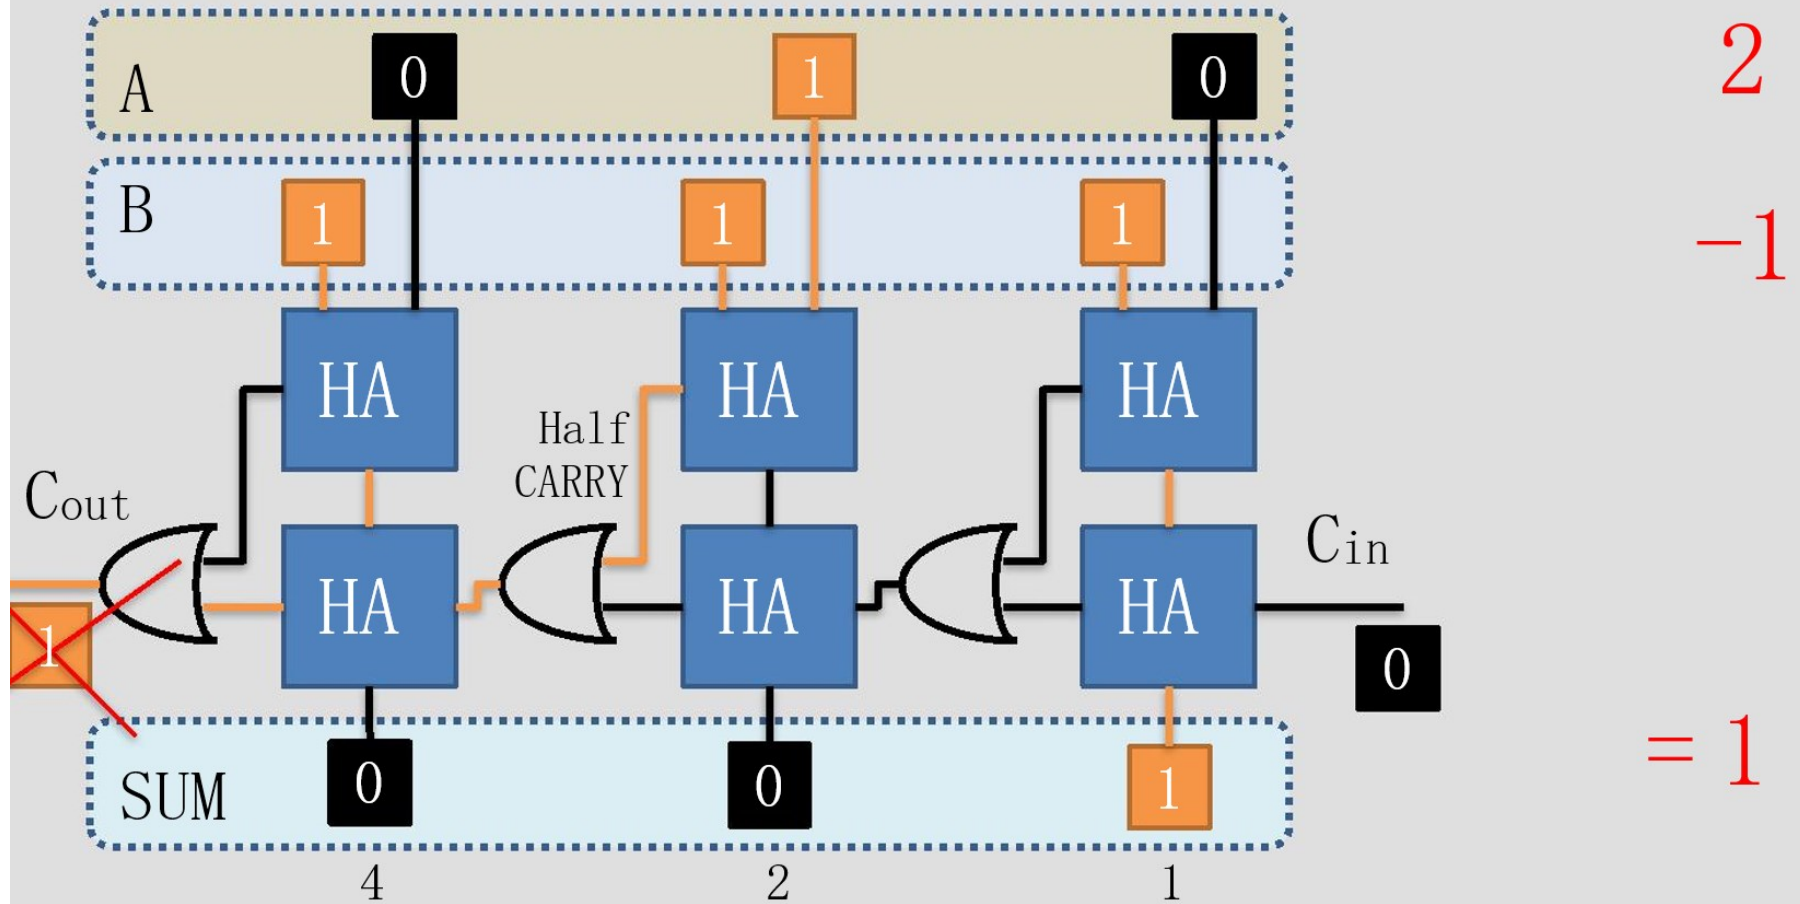 A 0 1 0 2
B 1 1 1 -1
HA HA HA
Half
CARRY
Cout
Cin
HA HA HA
1
0
SUM 0 0 1 = 1
4 2 1